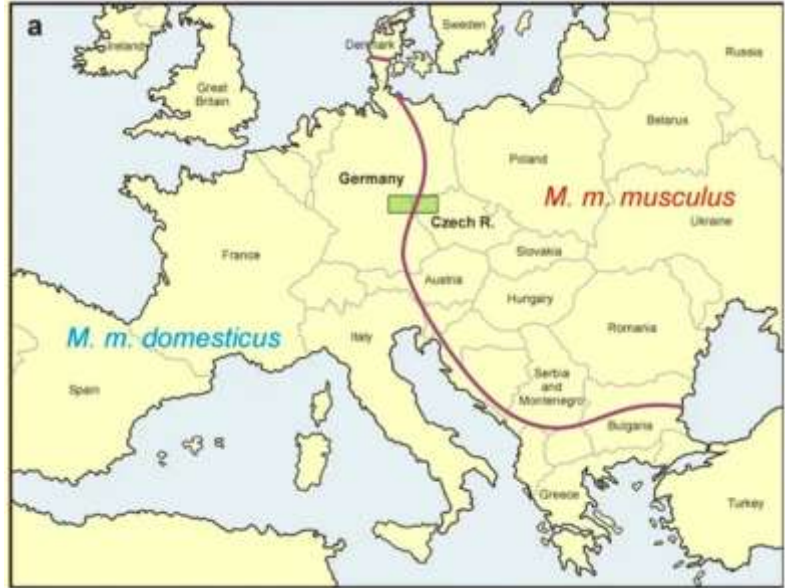 a
Sweden
Ireland
Denmark
Russia
Great
Britain
Belarus
Poland
Germany
M. m. musculus
Ukraine
Czech R.
France
Slovakia
Austria
Hungary
Romania
M. m. domesticus
Italy
Serbia
and
Montenegro
Spain
Bulgaria
Greece
Turkey